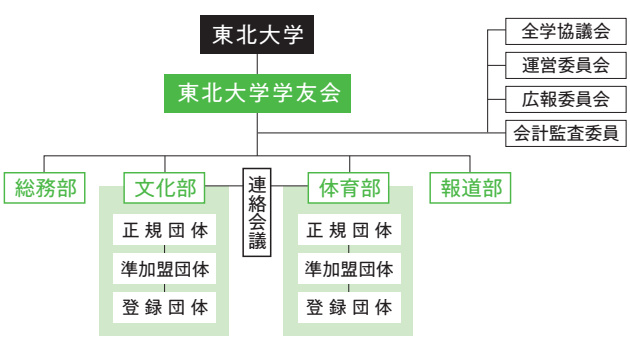 東北大学
東北大学学友会
全学協議会
運営委員会
広報委員会
会計監査委員
総務部
文化部
連絡会議
体育部
報道部
正規団体
準加盟団体
登録団体
正規団体
準加盟団体
登録団体